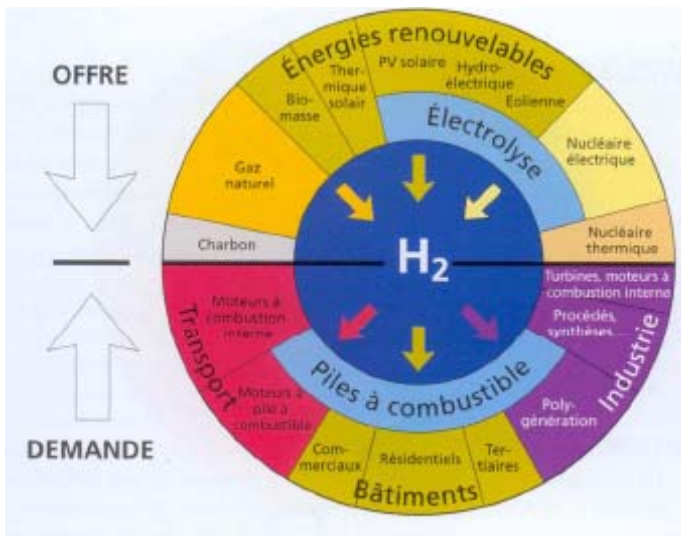 OFFRE
Énergies renouvelables
Bio-
masse
Ther-
mique
solair
PV solaire
Hydro-
électrique
Eolienne
Électrolyse
Gaz
naturel
Nucléaire
électrique
Charbon
Nucléaire
thermique
H₂
Turbines, moteurs à
combustion interne
Moteurs à
combustion
interne
Procédés,
synthèses...
Transport
Industrie
Piles à combustible
Moteurs à
pile à
combustible
Poly-
génération
DEMANDE
Com-
merciaux
Résidentiels
Ter-
tiaires
Bâtiments